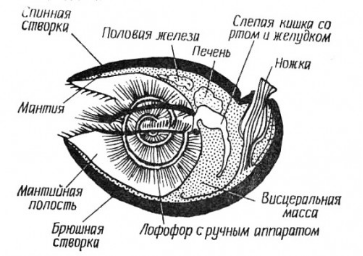 Спинная
створка
Половая железа
Печень
Слепая кишка со
ртом и желудком
Ножка
Мантия
Мантийная
полость
Брюшная
створка
Лофофор с ручным аппаратом
Висцеральная
масса